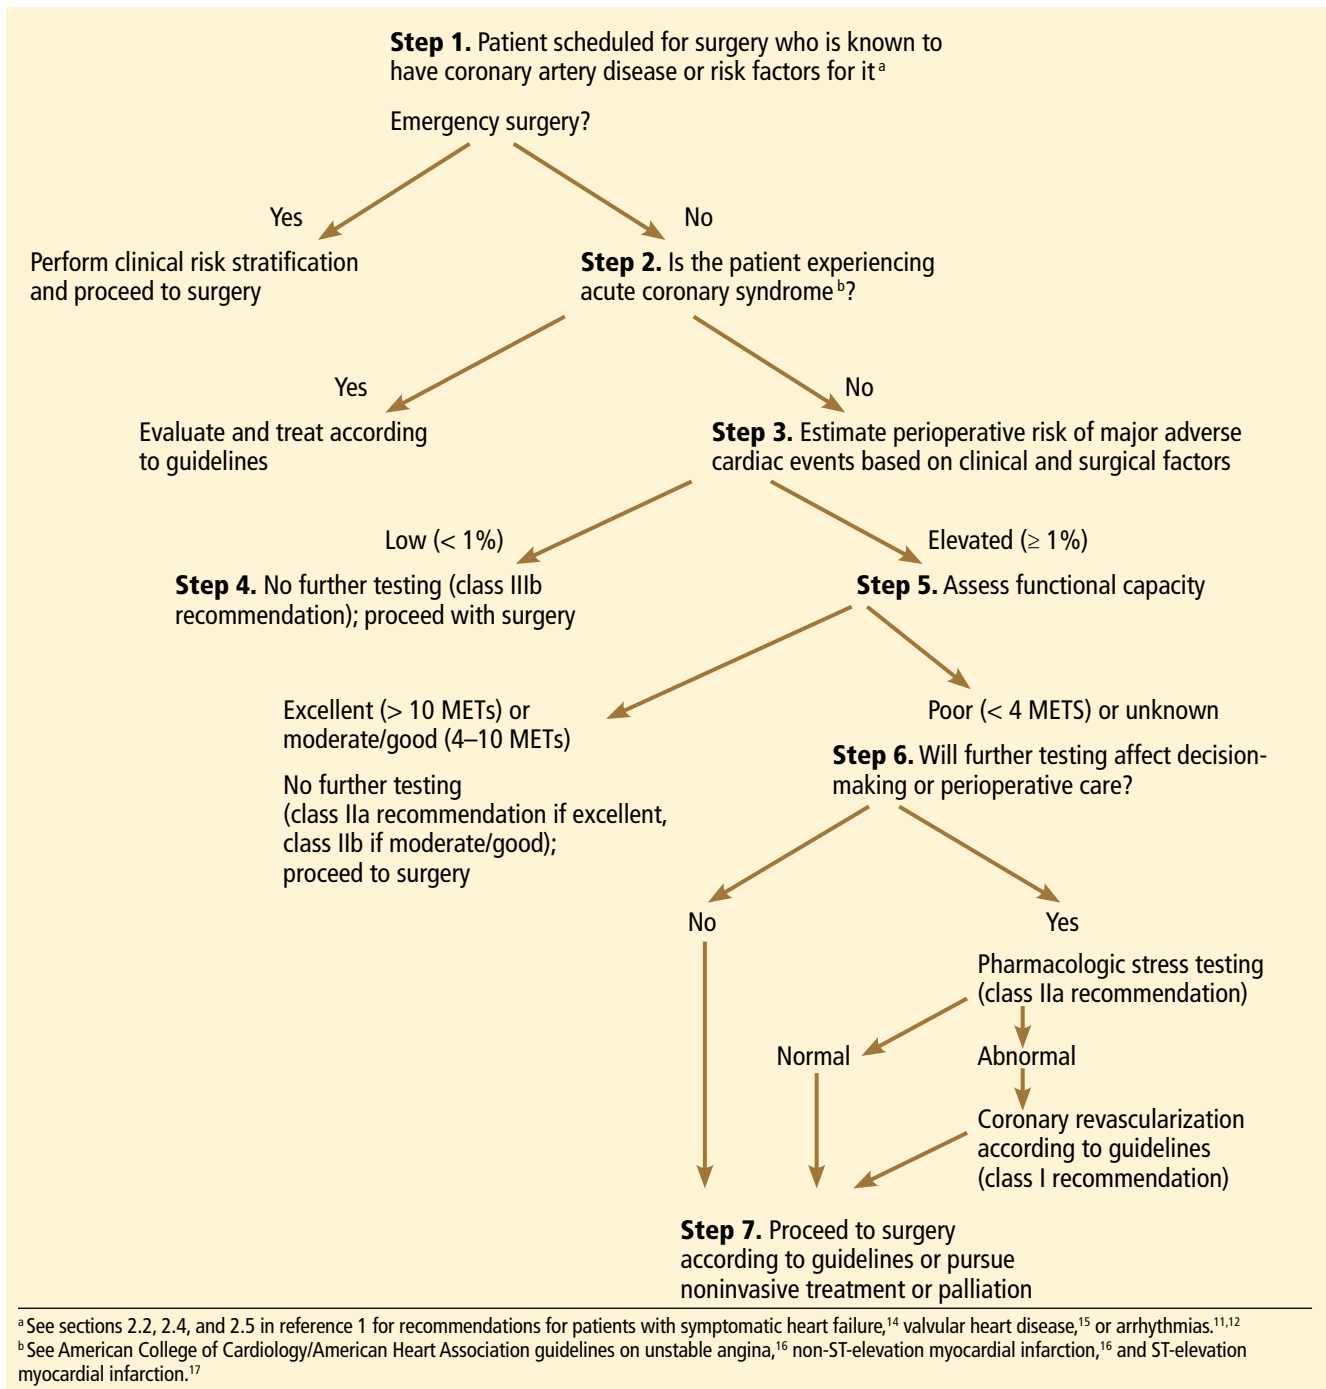 Step 1. Patient scheduled for surgery who is known to
have coronary artery disease or risk factors for it a
Emergency surgery?
Yes
No
Perform clinical risk stratification
and proceed to surgery
Step 2. Is the patient experiencing
acute coronary syndrome b?
Yes
No
Evaluate and treat according
to guidelines
Step 3. Estimate perioperative risk of major adverse
cardiac events based on clinical and surgical factors
Low (< 1%)
Elevated (≥ 1%)
Step 4. No further testing (class IIIb
recommendation); proceed with surgery
Step 5. Assess functional capacity
Excellent (> 10 METs) or
moderate/good (4–10 METs)
No further testing
(class IIa recommendation if excellent,
class IIb if moderate/good);
proceed to surgery
Poor (< 4 METS) or unknown
Step 6. Will further testing affect decision-
making or perioperative care?
No
Yes
Pharmacologic stress testing
(class IIa recommendation)
Normal
Abnormal
Coronary revascularization
according to guidelines
(class I recommendation)
Step 7. Proceed to surgery
according to guidelines or pursue
noninvasive treatment or palliation
a See sections 2.2, 2.4, and 2.5 in reference 1 for recommendations for patients with symptomatic heart failure,14 valvular heart disease,15 or arrhythmias.11,12
b See American College of Cardiology/American Heart Association guidelines on unstable angina,16 non-ST-elevation myocardial infarction,16 and ST-elevation
myocardial infarction.17